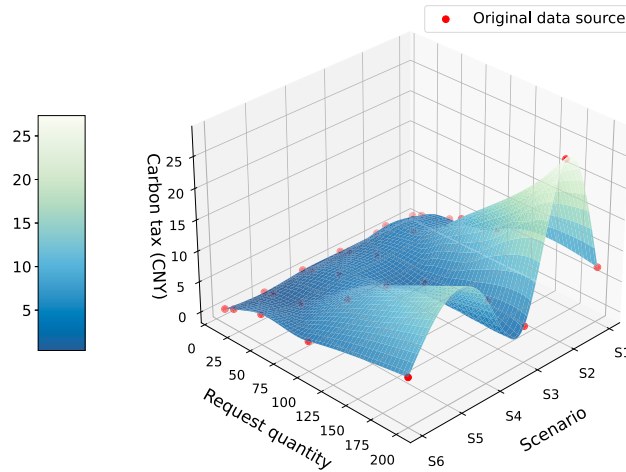 Original data source
25
20
15
10
5
Carbon tax (CNY)
25
20
15
10
5
0
0
25
50
75
100
125
150
175
200
Request quantity
S6
S5
S4
S3
S2
S1
Scenario